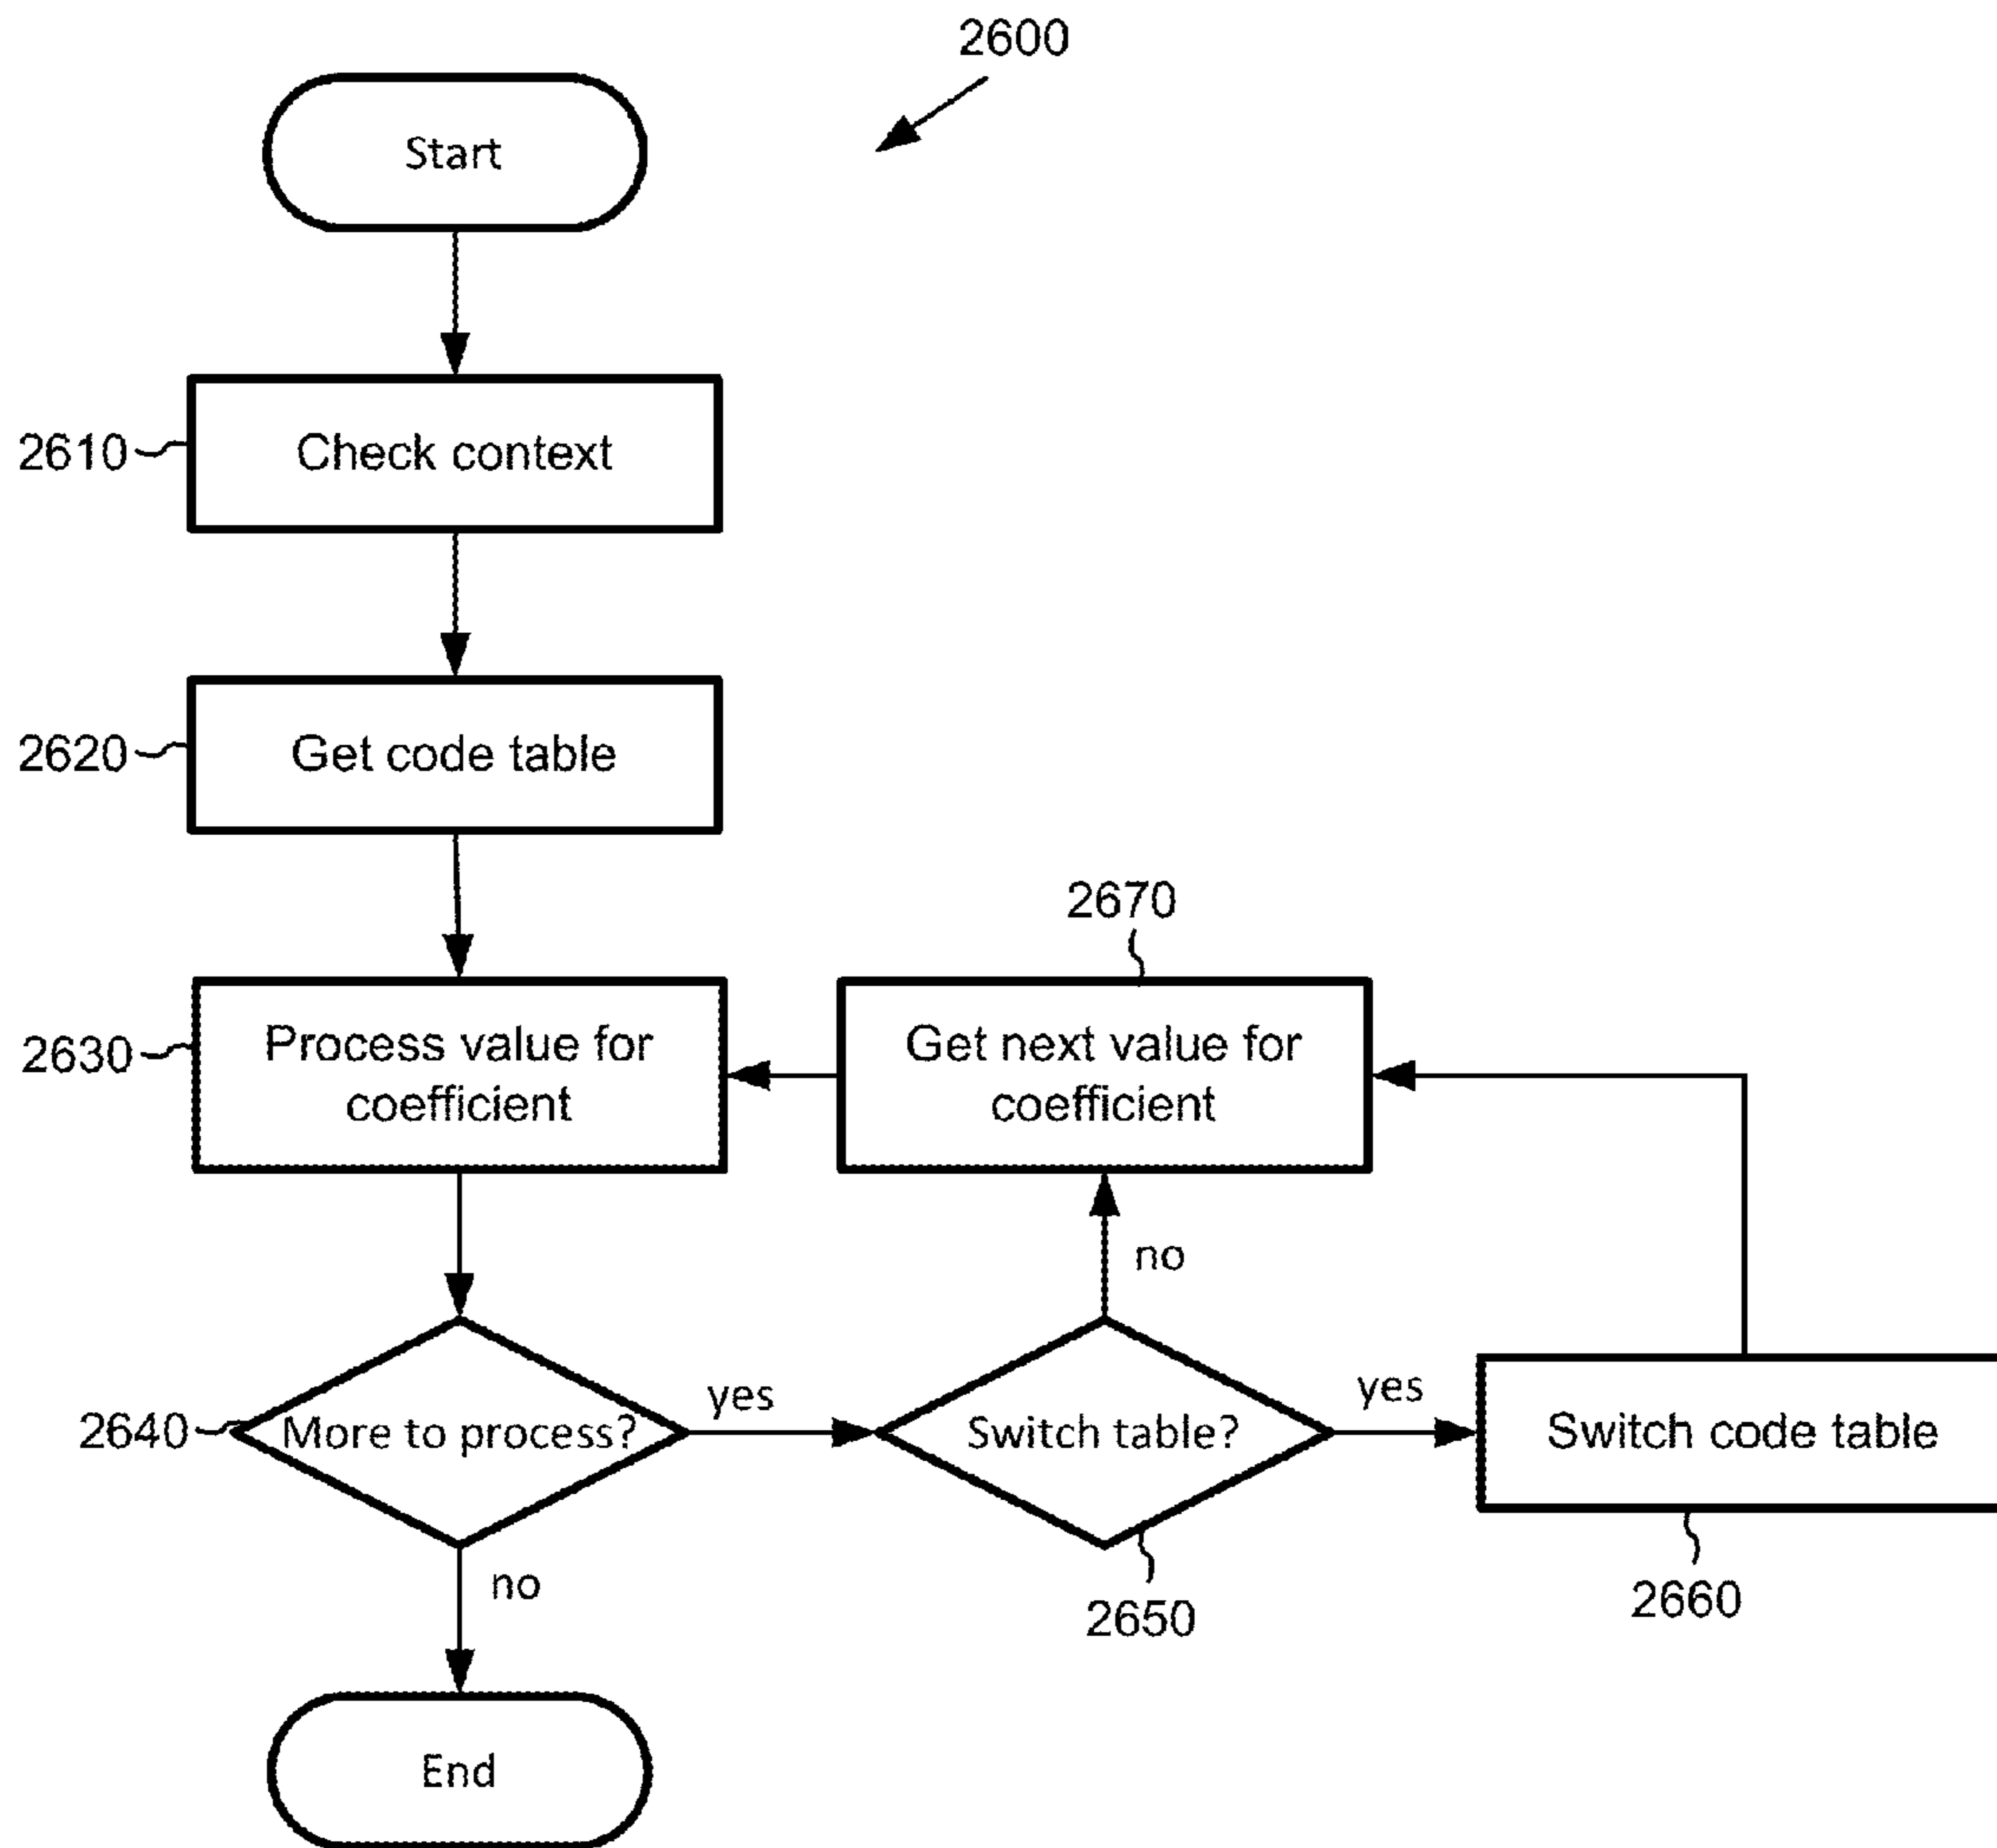 2600
Start
2610
Check context
2620
Get code table
2670
2630
Process value for
coefficient
Get next value for
coefficient
no
2640
More to process?
yes
Switch table?
yes
Switch code table
no
2650
2660
End